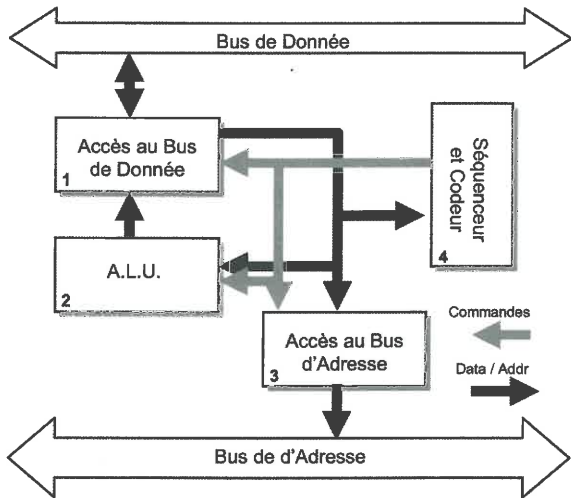 Bus de Donnée
Accès au Bus
de Donnée
1
Séquenceur
et Codeur
4
A.L.U.
2
Commandes
Accès au Bus
d'Adresse
3
Data / Addr
Bus de d'Adresse